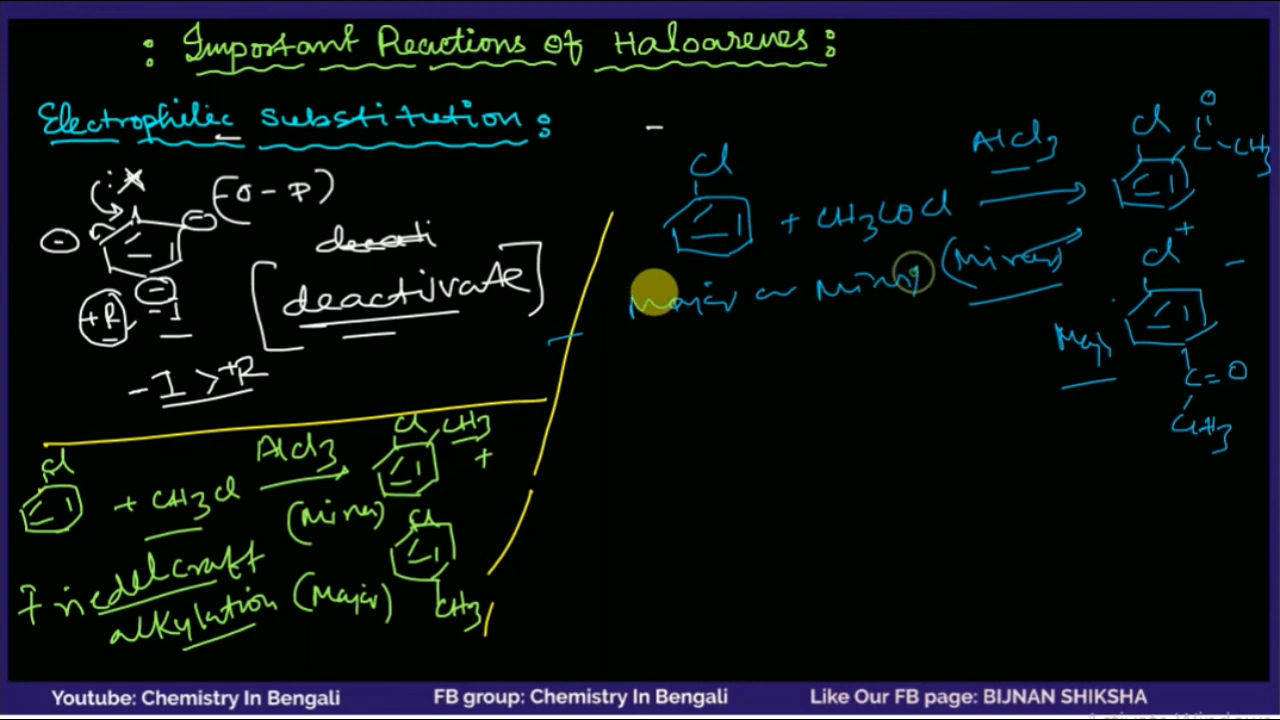 : Important Reactions of Haloarenes :
Electrophilic substitution :
:X
(O-P)
deacti
[deactivate]
+R -I
-I > +R
Cl
+ CH3Cl
AlCl3
Cl CH3
+
(Minor)
Cl
CH3
(Major)
Friedelcraft
alkylation
Cl
+ CH3COCl
AlCl3
Cl O
C-CH3
+
Major or Minor (Minor)
Cl
C=O
CH3
Youtube: Chemistry In Bengali
FB group: Chemistry In Bengali
Like Our FB page: BIJNAN SHIKSHA